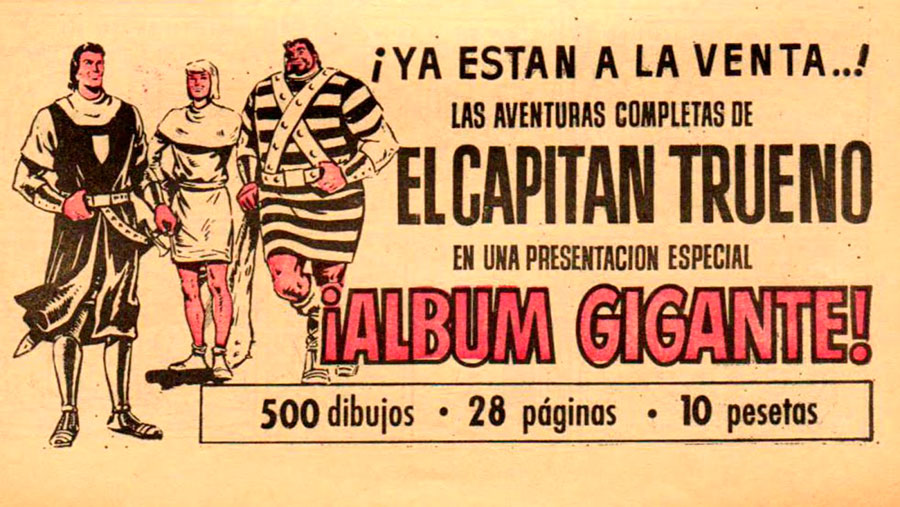 ¡YA ESTAN A LA VENTA...!
LAS AVENTURAS COMPLETAS DE
EL CAPITAN TRUENO
EN UNA PRESENTACION ESPECIAL
¡ALBUM GIGANTE!
500 dibujos • 28 páginas • 10 pesetas